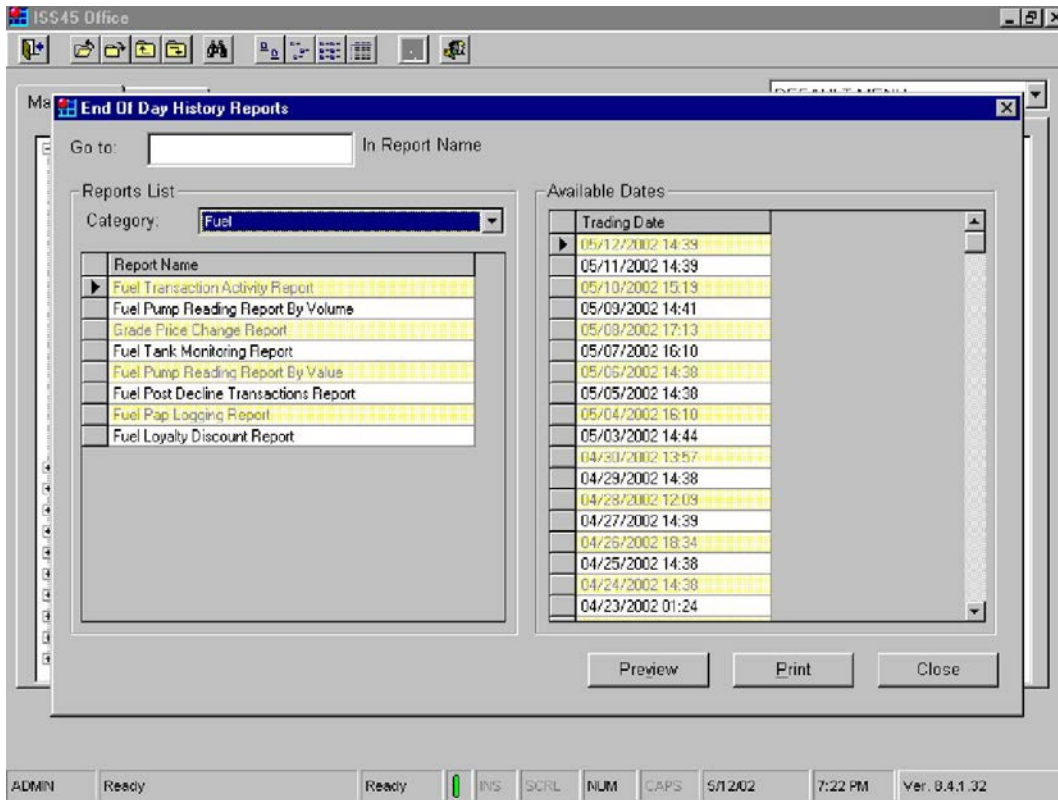 ISS45 Office
End Of Day History Reports
Go to:
In Report Name
Reports List
Category:
Fuel
Report Name
Fuel Transaction Activity Report
Fuel Pump Reading Report By Volume
Grade Price Change Report
Fuel Tank Monitoring Report
Fuel Pump Reading Report By Value
Fuel Post Decline Transactions Report
Fuel Pap Logging Report
Fuel Loyalty Discount Report
Available Dates
Trading Date
05/12/2002 14:39
05/11/2002 14:39
05/10/2002 15:19
05/09/2002 14:41
05/08/2002 17:13
05/07/2002 16:10
05/06/2002 14:38
05/05/2002 14:38
05/04/2002 16:10
05/03/2002 14:44
04/30/2002 13:57
04/29/2002 14:38
04/28/2002 12:09
04/27/2002 14:39
04/26/2002 18:34
04/25/2002 14:38
04/24/2002 14:38
04/23/2002 01:24
Preview Print Close
ADMIN Ready Ready INS SCRL NUM CAPS 5/12/02 7:22 PM Ver. 8.4.1.32